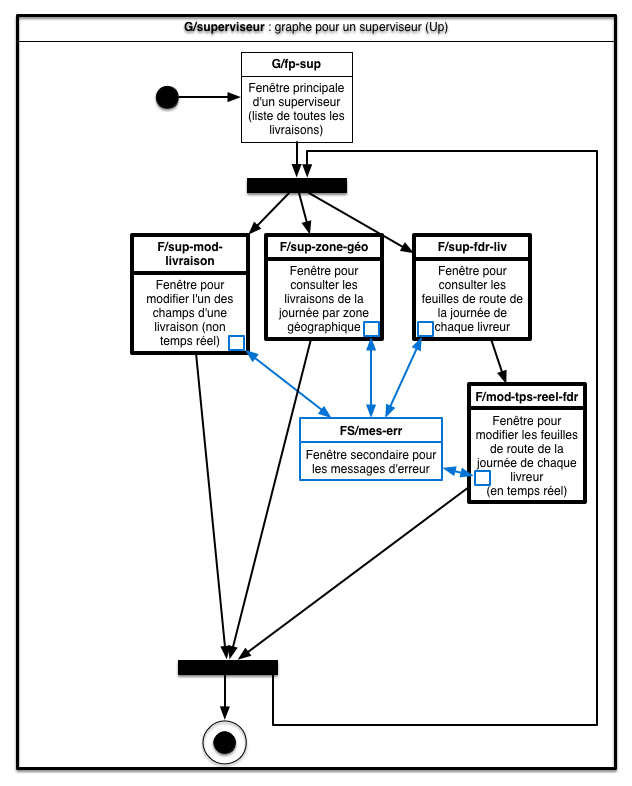 G/superviseur : graphe pour un superviseur (Up)
G/fp-sup
Fenêtre principale
d'un superviseur
(liste de toutes les
livraisons)
F/sup-mod-
livraison
Fenêtre pour
modifier l'un des
champs d'une
livraison (non
temps réel)
F/sup-zone-géo
Fenêtre pour
consulter les
livraisons de la
journée par zone
géographique
F/sup-fdr-liv
Fenêtre pour
consulter les
feuilles de route de
la journée de
chaque livreur
F/mod-tps-reel-fdr
Fenêtre pour
modifier les feuilles
de route de la
journée de chaque
livreur
(en temps réel)
FS/mes-err
Fenêtre secondaire pour
les messages d'erreur